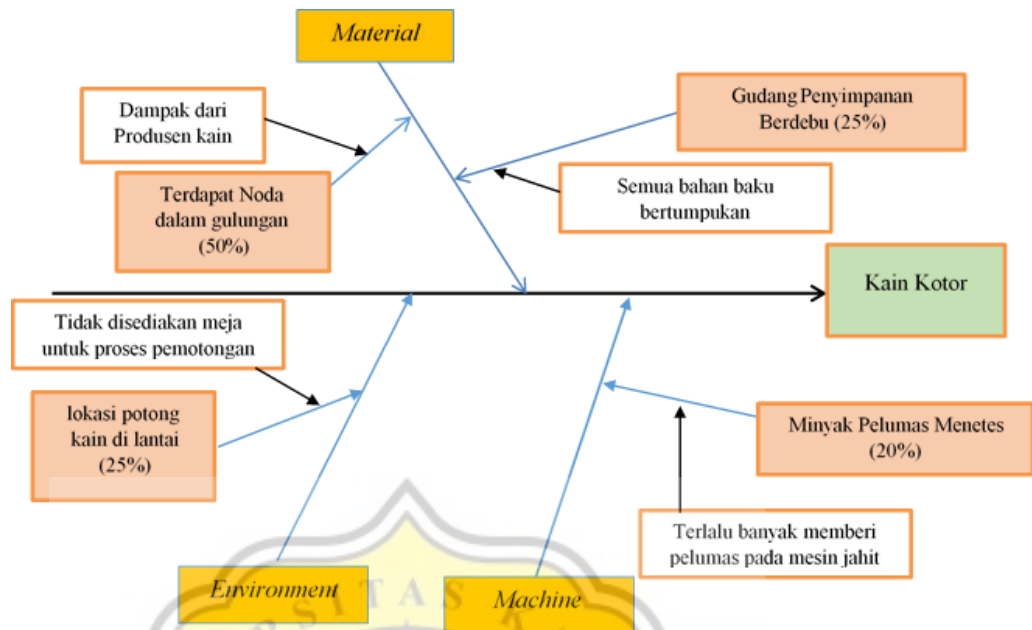 Material
Dampak dari
Produsen kain
Gudang Penyimpanan
Berdebu (25%)
Terdapat Noda
dalam gulungan
(50%)
Semua bahan baku
bertumpukan
Kain Kotor
Tidak disediakan meja
untuk proses pemotongan
lokasi potong
kain di lantai
(25%)
Minyak Pelumas Menetes
(20%)
Terlalu banyak memberi
pelumas pada mesin jahit
Environment
Machine
RSITAS K